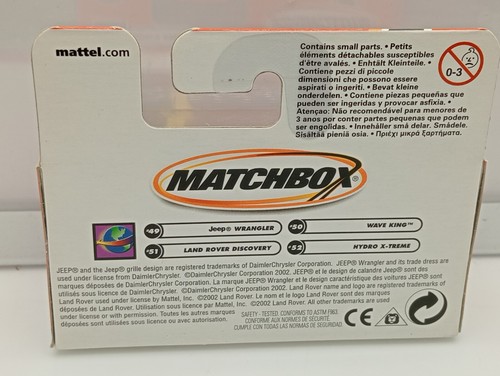 mattel.com
Contains small parts. • Petits
éléments détachables susceptibles
d'être avalés. • Enhtält Kleinteile. •
Contiene pezzi di piccole
dimensioni che possono essere
aspirati o ingeriti. • Bevat kleine
onderdelen. • Contiene piezas pequeñas que
pueden ser ingeridas y provocar asfixia. •
Atençao: Não recomendável para menores de
3 anos por conter partes pequenas que podem
ser engolidas. • Innehåller små delar. Smådele.
Sisältää pieniä osia. • Περιέχι μικρά ξαρτήματα.
0-3
MATCHBOX®
#49 Jeep® WRANGLER
#50 WAVE KING™
#51 LAND ROVER DISCOVERY
#52 HYDRO X-TREME
JEEP® and the Jeep® grille design are registered trademarks of DaimlerChrysler Corporation. Jeep® Wrangler and its trade dress are
used under license from DaimlerChrysler. ©DaimlerChrysler Corporation 2002. JEEP® et le design de calandre Jeep® sont des
marques déposées de DaimlerChrysler Corporation. La marque JEEP® Wrangler et le design caractéristique des voitures JEEP® sont
utilisés sous licence de DaimlerChrysler. ©DaimlerChrysler Corporation 2002. Land Rover name and logo are registered trademarks of
Land Rover used under license by Mattel, Inc. ©2002 Land Rover. Le nom et le logo Land Rover sont des marques
déposées de Land Rover. Utilisation sous licence par Mattel, Inc. ©2002 Land Rover. All other trademarks are used
under license or with permission. Toutes les autres marques
déposées sont utilisées sous licence ou avec autorisation.
SAFETY - TESTED. CONFORMS TO ASTM F963.
CONFORME AUX NORMES DE SÉCURITÉ.
CUMPLE CON TODAS LAS NORMAS DE SEGURIDAD.
CE